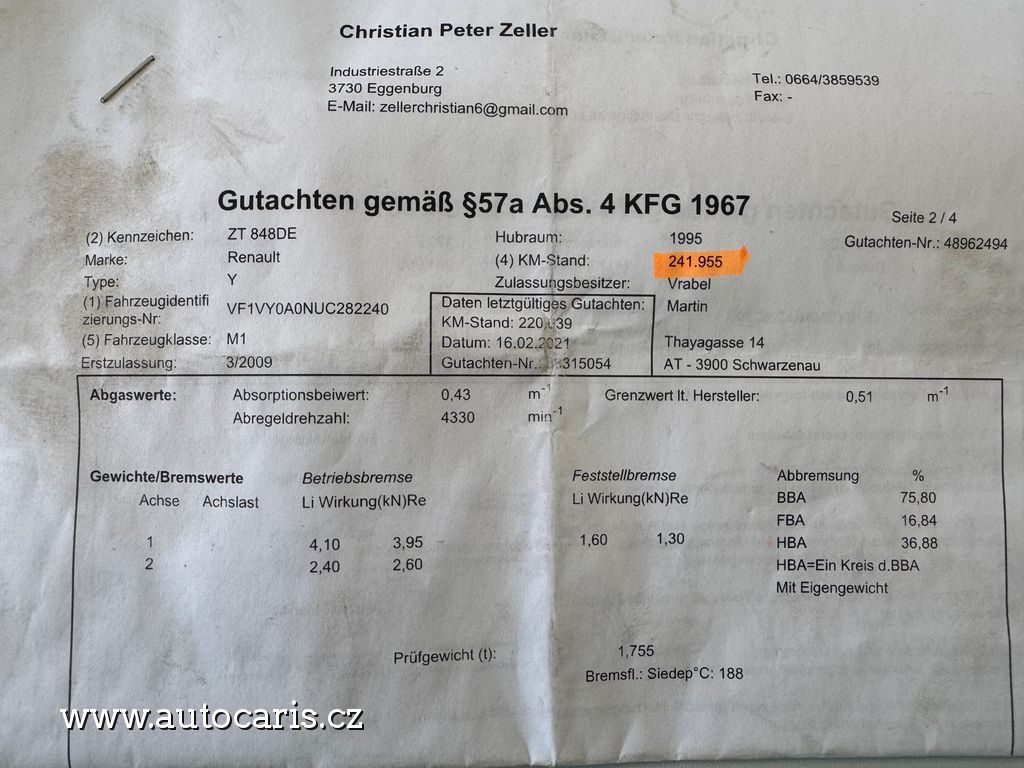 Christian Peter Zeller
Industriestraße 2
3730 Eggenburg
E-Mail: zellerchristian6@gmail.com
Tel.: 0664/3859539
Fax: -
Gutachten gemäß §57a Abs. 4 KFG 1967
Seite 2 / 4
Gutachten-Nr.: 48962494
(2) Kennzeichen: ZT 848DE
Marke: Renault
Type: Y
(1) Fahrzeugidentifi
zierungs-Nr: VF1VY0A0NUC282240
(5) Fahrzeugklasse: M1
Erstzulassung: 3/2009
Hubraum: 1995
(4) KM-Stand: 241.955
Zulassungsbesitzer: Vrabel
Martin
Thayagasse 14
AT - 3900 Schwarzenau
Daten letztgültiges Gutachten:
KM-Stand:
Datum: 16.02.2021
Gutachten-Nr.:
Abgaswerte: Absorptionsbeiwert: 0,43 m-1 Grenzwert lt. Hersteller: 0,51 m-1
Abregeldrehzahl: 4330 min-1
Gewichte/Bremswerte Betriebsbremse Feststellbremse Abbremsung %
Achse Achslast Li Wirkung(kN)Re Li Wirkung(kN)Re BBA 75,80
FBA 16,84
1 4,10 3,95 1,60 1,30 HBA 36,88
2 2,40 2,60 HBA=Ein Kreis d.BBA
Mit Eigengewicht
Prüfgewicht (t): 1,755
Bremsfl.: Siedep°C: 188
www.autocaris.cz